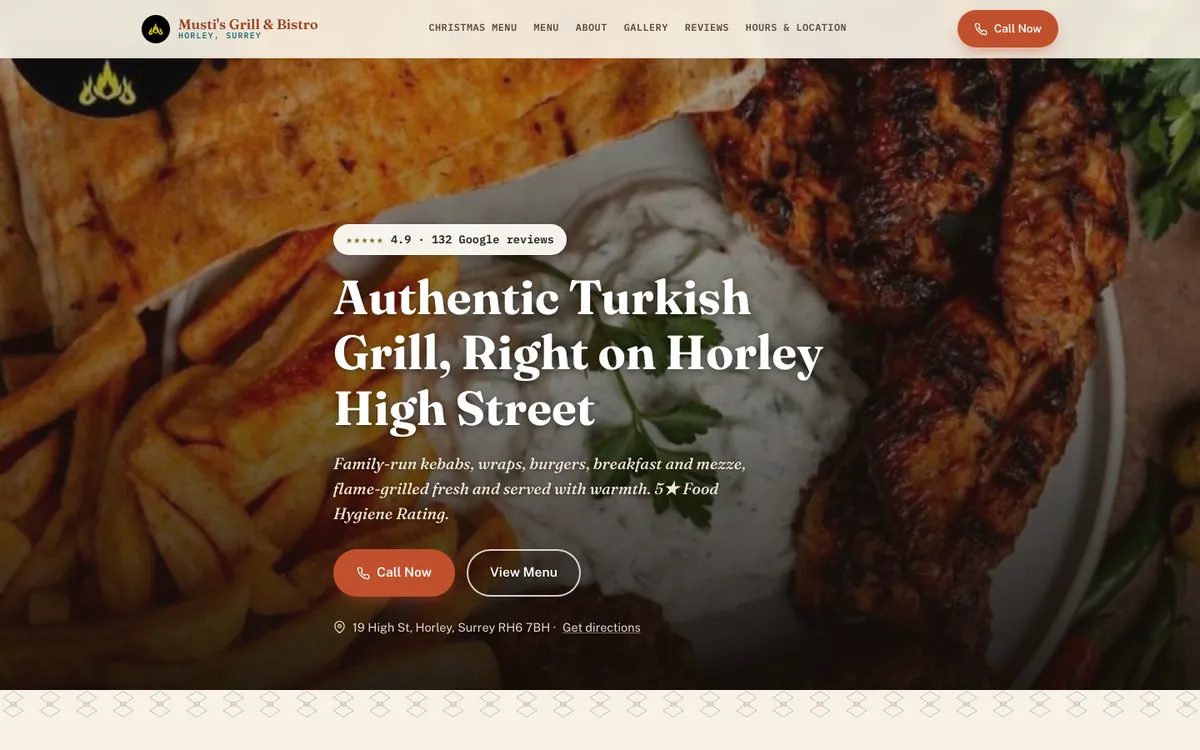 Musti's Grill & Bistro
HORLEY, SURREY
CHRISTMAS MENU MENU ABOUT GALLERY REVIEWS HOURS & LOCATION
Call Now
★★★★★ 4.9 · 132 Google reviews
Authentic Turkish
Grill, Right on Horley
High Street
Family-run kebabs, wraps, burgers, breakfast and mezze,
flame-grilled fresh and served with warmth. 5★ Food
Hygiene Rating.
Call Now
View Menu
19 High St, Horley, Surrey RH6 7BH · Get directions